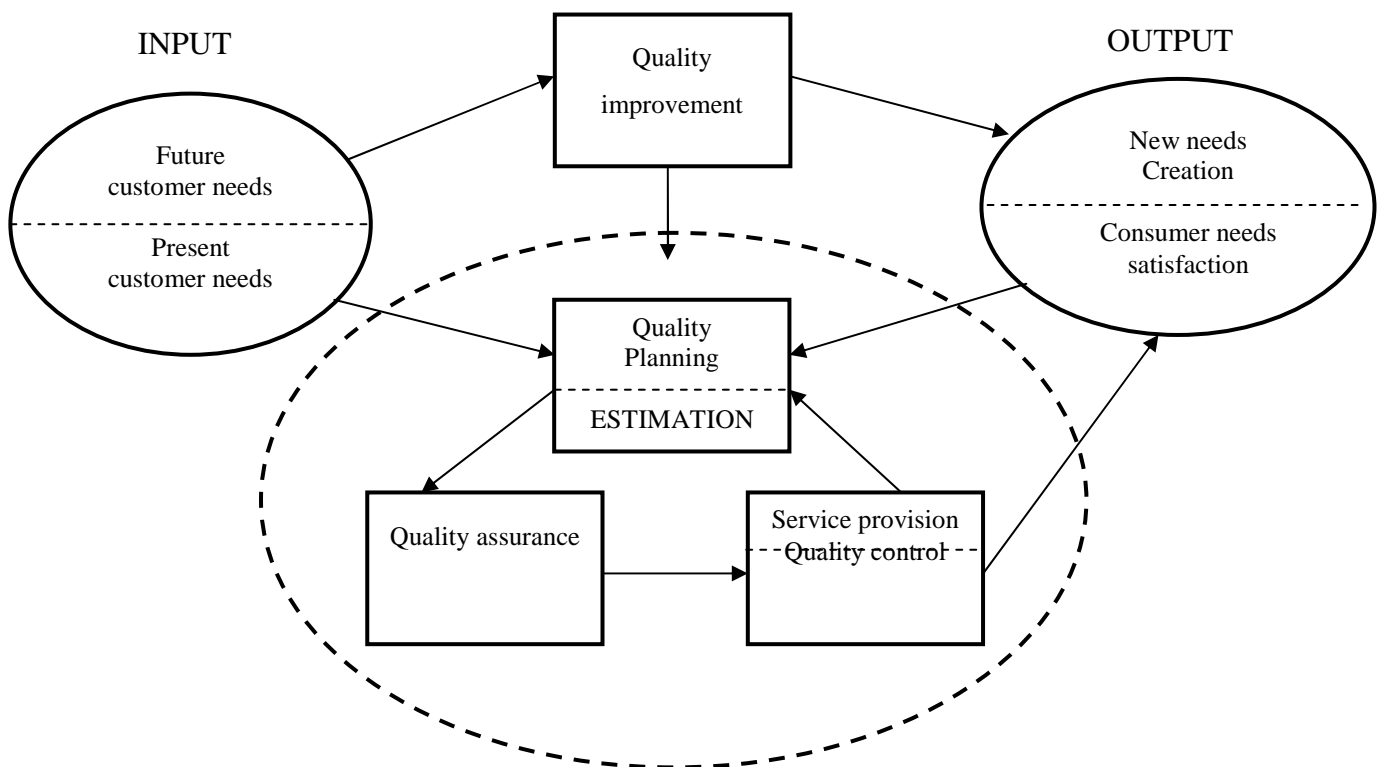 INPUT
OUTPUT
Quality
improvement
Future
customer needs
Present
customer needs
New needs
Creation
Consumer needs
satisfaction
Quality
Planning
ESTIMATION
Quality assurance
Service provision
Quality control